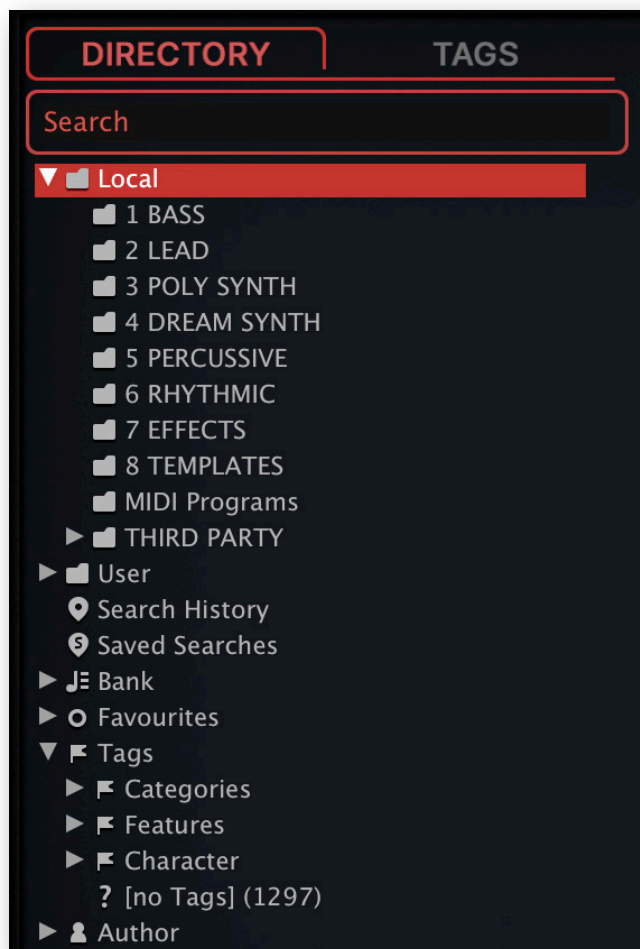 DIRECTORY TAGS
Search
Local
1 BASS
2 LEAD
3 POLY SYNTH
4 DREAM SYNTH
5 PERCUSSIVE
6 RHYTHMIC
7 EFFECTS
8 TEMPLATES
MIDI Programs
THIRD PARTY
User
Search History
S Saved Searches
Bank
Favourites
Tags
Categories
Features
Character
? [no Tags] (1297)
Author